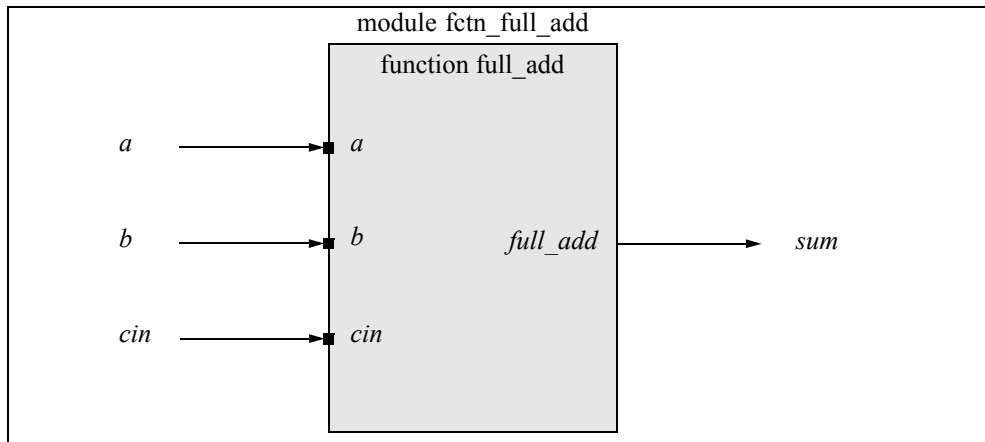 module fctn_full_add
function full_add
a a
b b full_add sum
cin cin